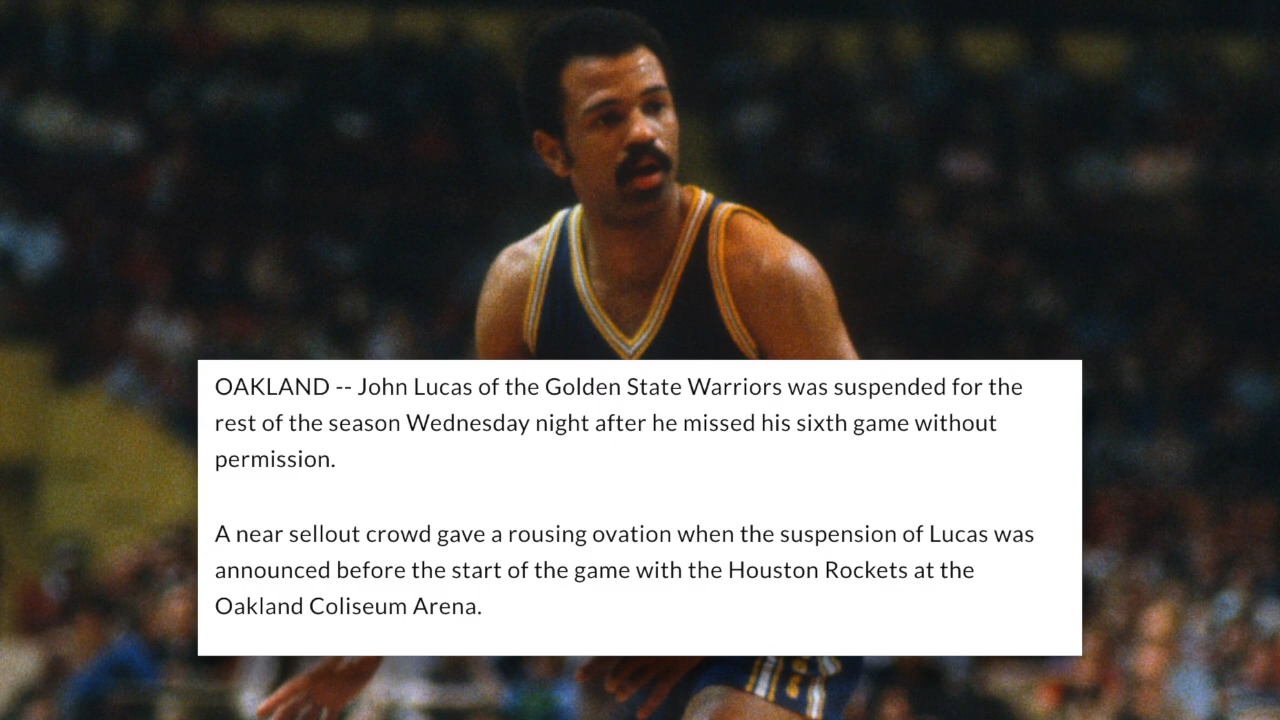 OAKLAND -- John Lucas of the Golden State Warriors was suspended for the
rest of the season Wednesday night after he missed his sixth game without
permission.
A near sellout crowd gave a rousing ovation when the suspension of Lucas was
announced before the start of the game with the Houston Rockets at the
Oakland Coliseum Arena.